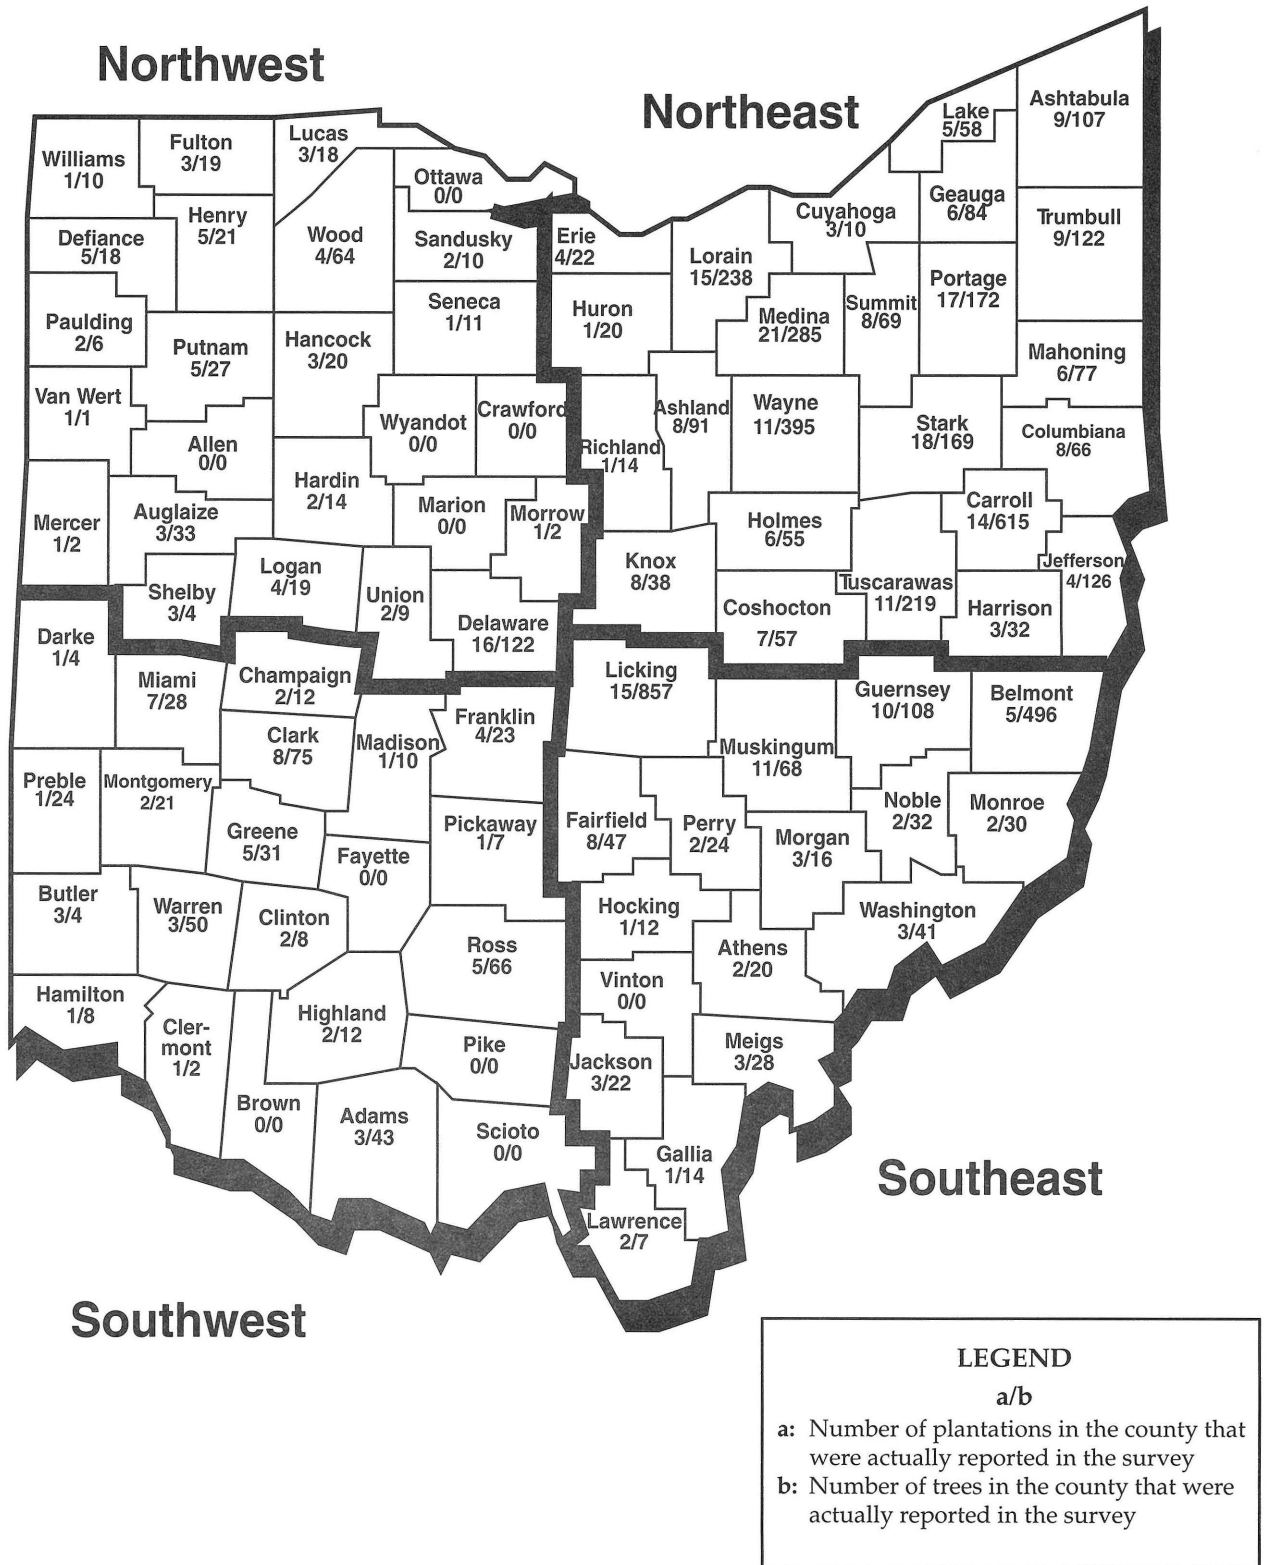 Northwest
Northeast
Lake
5/58
Ashtabula
9/107
Williams
1/10
Fulton
3/19
Lucas
3/18
Ottawa
0/0
Geauga
6/84
Cuyahoga
3/10
Trumbull
9/122
Defiance
5/18
Henry
5/21
Wood
4/64
Sandusky
2/10
Erie
4/22
Lorain
15/238
Portage
17/172
Paulding
2/6
Putnam
5/27
Hancock
3/20
Seneca
1/11
Huron
1/20
Medina
21/285
Summit
8/69
Mahoning
6/77
Van Wert
1/1
Allen
0/0
Wyandot
0/0
Crawford
0/0
Richland
1/14
Ashland
8/91
Wayne
11/395
Stark
18/169
Columbiana
8/66
Mercer
1/2
Auglaize
3/33
Hardin
2/14
Marion
0/0
Morrow
1/2
Holmes
6/55
Carroll
14/615
Shelby
3/4
Logan
4/19
Union
2/9
Delaware
16/122
Knox
8/38
Coshocton
7/57
Tuscarawas
11/219
Harrison
3/32
Jefferson
4/126
Darke
1/4
Miami
7/28
Champaign
2/12
Licking
15/857
Guernsey
10/108
Belmont
5/496
Clark
8/75
Madison
1/10
Franklin
4/23
Muskingum
11/68
Preble
1/24
Montgomery
2/21
Greene
5/31
Fayette
0/0
Pickaway
1/7
Fairfield
8/47
Perry
2/24
Morgan
3/16
Noble
2/32
Monroe
2/30
Butler
3/4
Warren
3/50
Clinton
2/8
Ross
5/66
Hocking
1/12
Athens
2/20
Washington
3/41
Hamilton
1/8
Cler-
mont
1/2
Highland
2/12
Pike
0/0
Vinton
0/0
Jackson
3/22
Meigs
3/28
Brown
0/0
Adams
3/43
Scioto
0/0
Gallia
1/14
Lawrence
2/7
Southeast
Southwest
LEGEND
a/b
a: Number of plantations in the county that
were actually reported in the survey
b: Number of trees in the county that were
actually reported in the survey